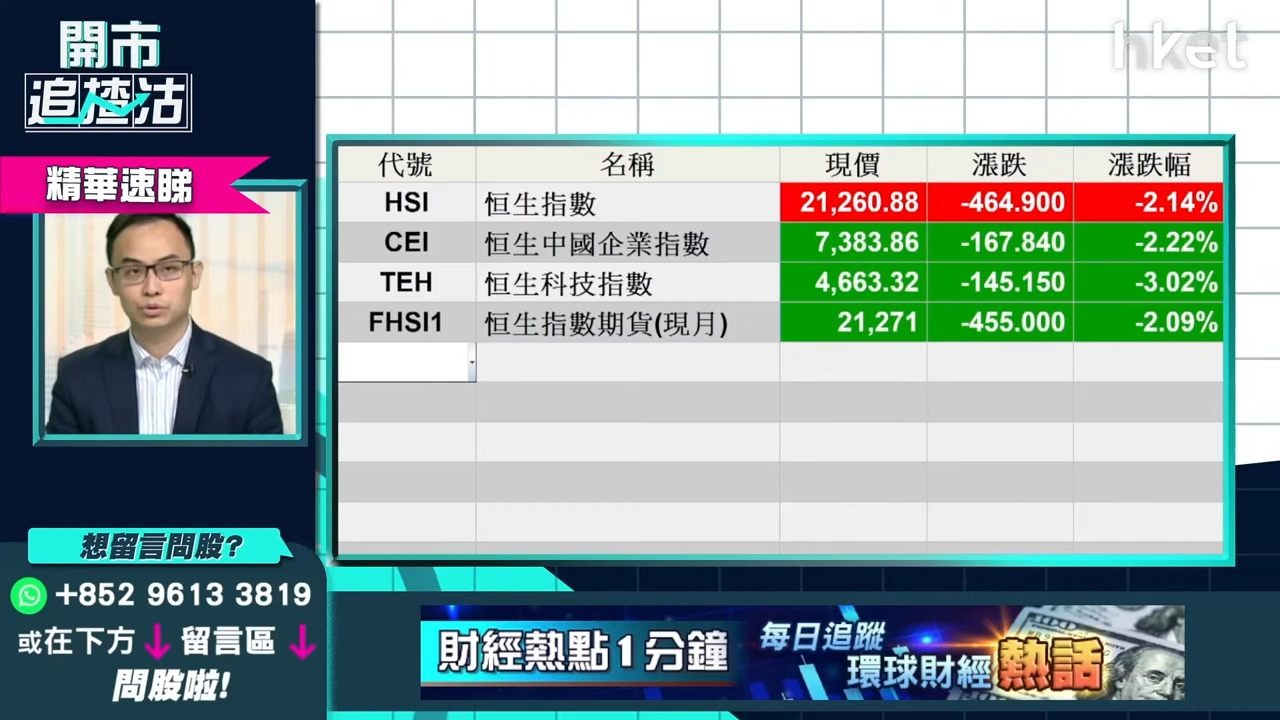 開市
追揸沽
精華速睇
hket
代號 名稱 現價 漲跌 漲跌幅
HSI 恒生指數 21,260.88 -464.900 -2.14%
CEI 恒生中國企業指數 7,383.86 -167.840 -2.22%
TEH 恒生科技指數 4,663.32 -145.150 -3.02%
FHSI1 恒生指數期貨(現月) 21,271 -455.000 -2.09%
想留言問股?
+852 9613 3819
或在下方↓留言區↓
問股啦!
財經熱點1分鐘
每日追蹤
環球財經熱話
100